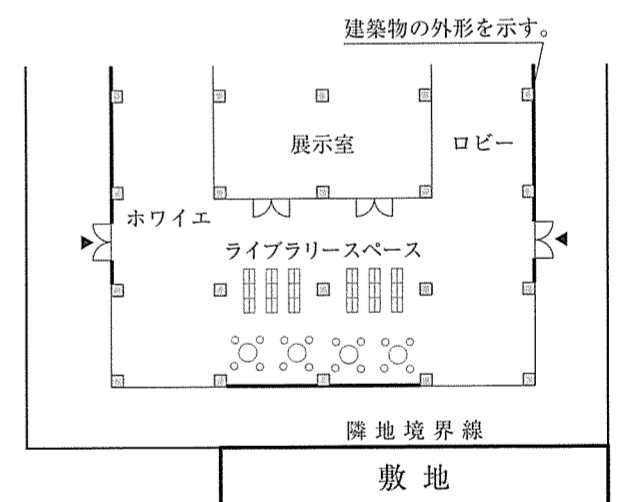 建築物の外形を示す。
展示室
ロビー
ホワイエ
ライブラリースペース
隣地境界線
敷地